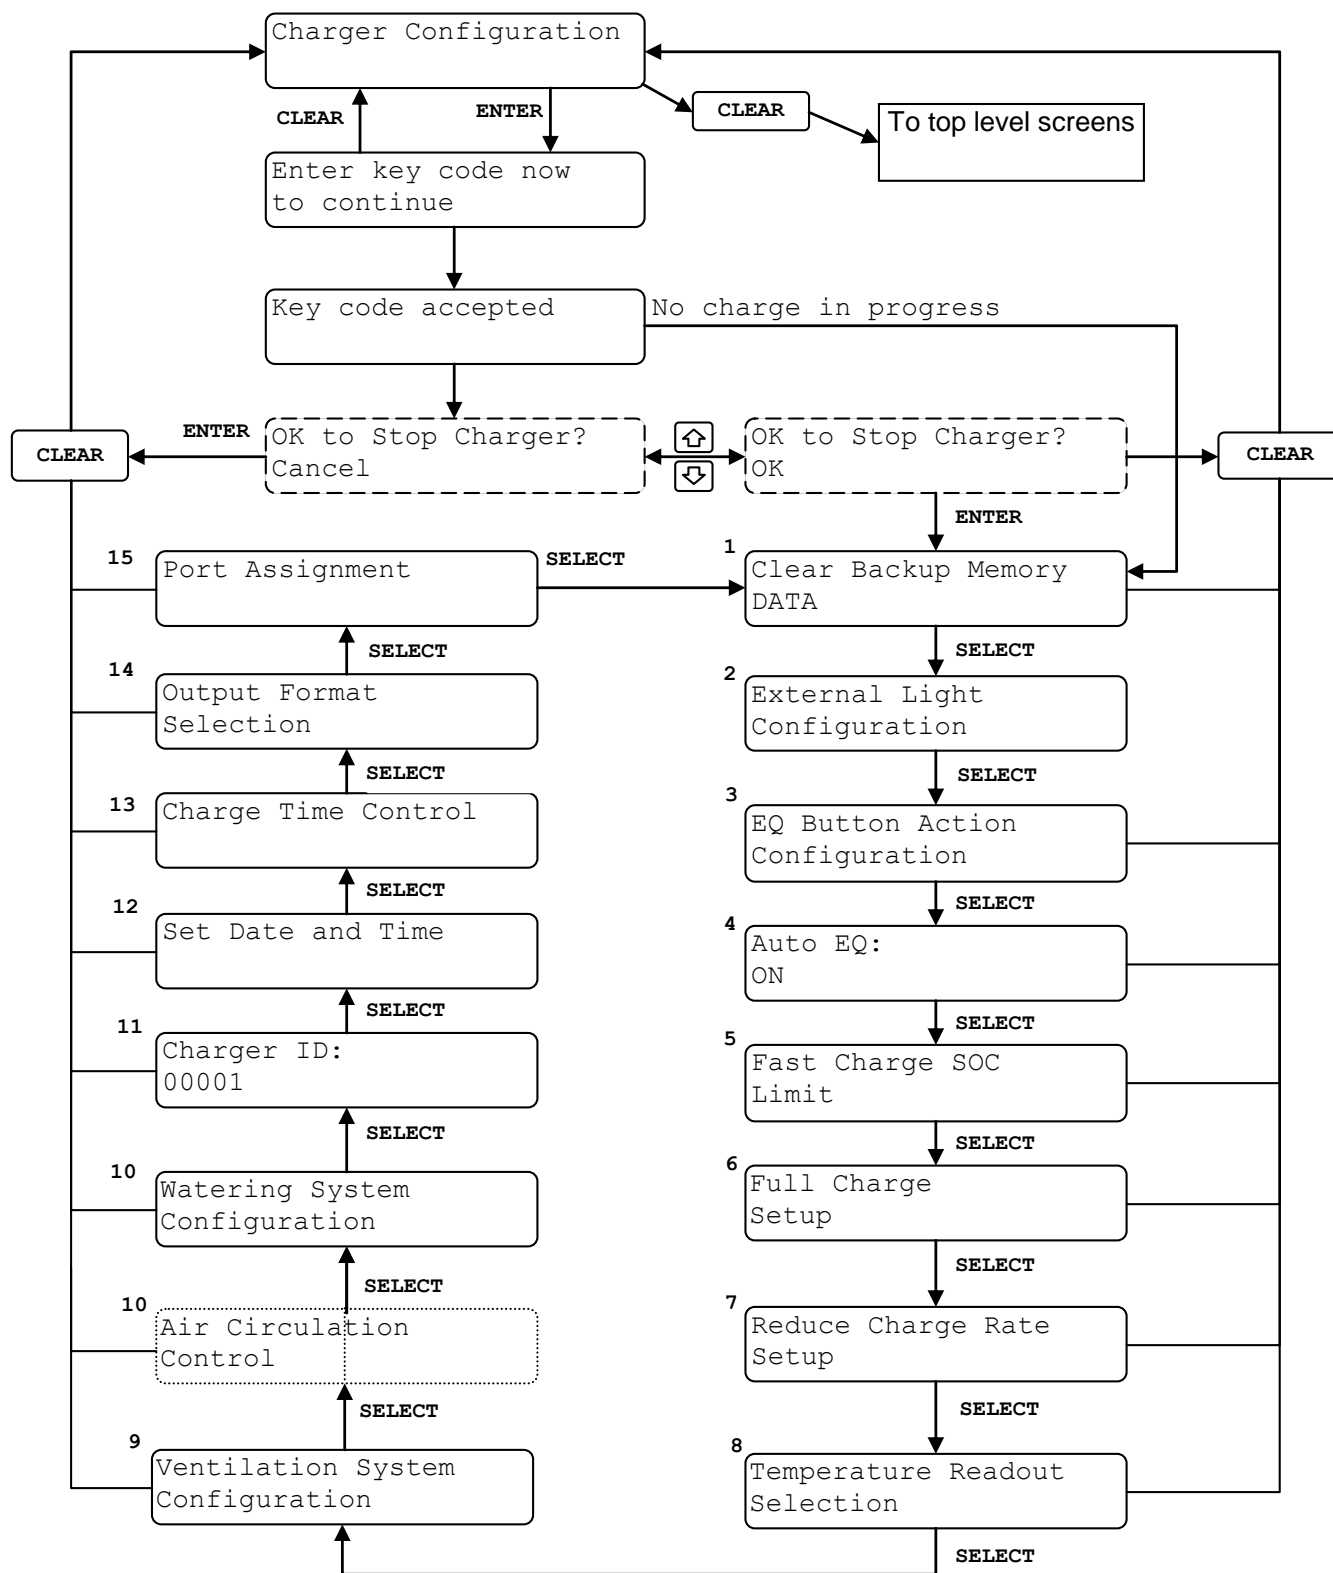 Charger Configuration
CLEAR
ENTER
CLEAR
To top level screens
Enter key code now
to continue
Key code accepted
No charge in progress
CLEAR
ENTER
OK to Stop Charger?
Cancel
OK to Stop Charger?
OK
CLEAR
ENTER
15
Port Assignment
SELECT
1
Clear Backup Memory
DATA
SELECT
SELECT
14
Output Format
Selection
2
External Light
Configuration
SELECT
SELECT
13
Charge Time Control
3
EQ Button Action
Configuration
SELECT
SELECT
12
Set Date and Time
4
Auto EQ:
ON
SELECT
SELECT
11
Charger ID:
00001
5
Fast Charge SOC
Limit
SELECT
SELECT
10
Watering System
Configuration
6
Full Charge
Setup
SELECT
SELECT
10
Air Circulation
Control
7
Reduce Charge Rate
Setup
SELECT
SELECT
9
Ventilation System
Configuration
8
Temperature Readout
Selection
SELECT